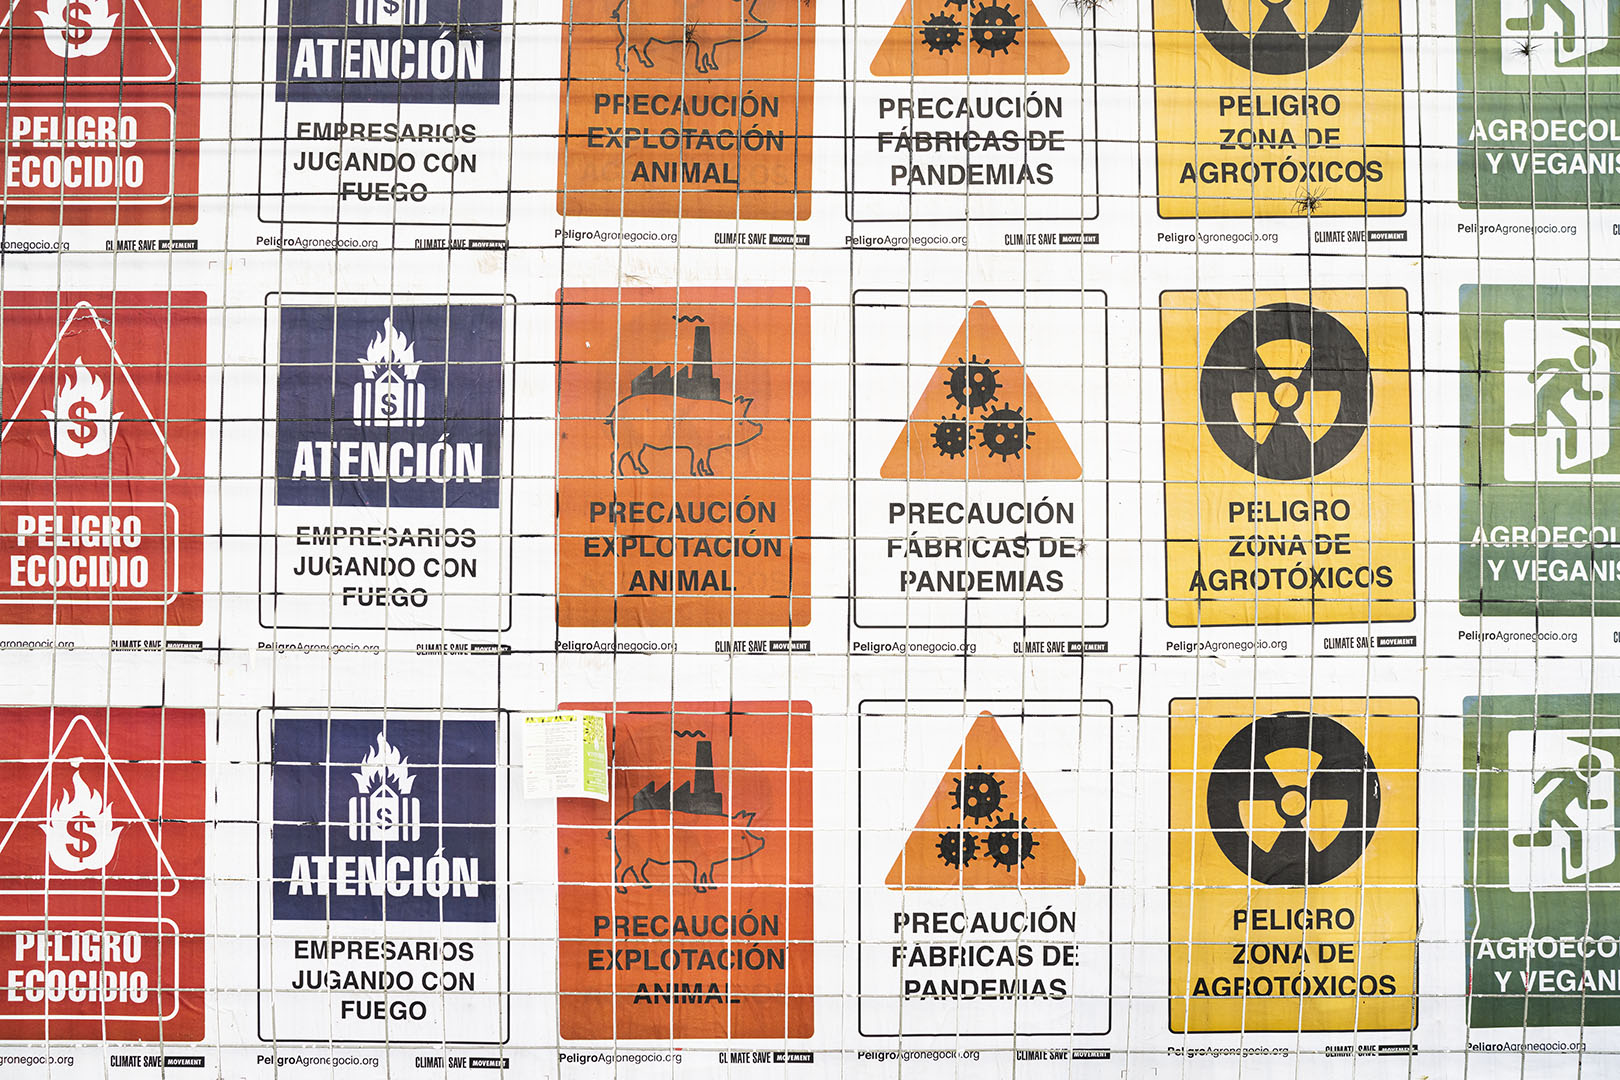 ATENCIÓN
PELIGRO
ECOCIDIO
EMPRESARIOS
JUGANDO CON
FUEGO
PRECAUCIÓN
EXPLOTACIÓN
ANIMAL
PRECAUCIÓN
FÁBRICAS DE
PANDEMIAS
PELIGRO
ZONA DE
AGROTÓXICOS
AGROECOL
Y VEGANIS
gronegocio.org CLIMATE SAVE MOVEMENT
PeligroAgronegocio.org CLIMATE SAVE MOVEMENT
PeligroAgronegocio.org CLIMATE SAVE MOVEMENT
PeligroAgronegocio.org CLIMATE SAVE MOVEMENT
PeligroAgronegocio.org CLIMATE SAVE MOVEMENT
PeligroAgronegocio.org
$
PELIGRO
ECOCIDIO
$
ATENCIÓN
EMPRESARIOS
JUGANDO CON
FUEGO
PRECAUCIÓN
EXPLOTACIÓN
ANIMAL
PRECAUCIÓN
FÁBRICAS DE
PANDEMIAS
PELIGRO
ZONA DE
AGROTÓXICOS
AGROECOL
Y VEGANIS
gronegocio.org CLIMATE SAVE MOVEMENT
PeligroAgronegocio.org CLIMATE SAVE MOVEMENT
PeligroAgronegocio.org CLIMATE SAVE MOVEMENT
PeligroAgronegocio.org CLIMATE SAVE MOVEMENT
PeligroAgronegocio.org CLIMATE SAVE MOVEMENT
PeligroAgronegocio.org
$
PELIGRO
ECOCIDIO
$
ATENCIÓN
EMPRESARIOS
JUGANDO CON
FUEGO
PRECAUCIÓN
EXPLOTACIÓN
ANIMAL
PRECAUCIÓN
FÁBRICAS DE
PANDEMIAS
PELIGRO
ZONA DE
AGROTÓXICOS
AGROECO
Y VEGANI
gronegocio.org CLIMATE SAVE MOVEMENT
PeligroAgronegocio.org CLIMATE SAVE MOVEMENT
PeligroAgronegocio.org CLIMATE SAVE MOVEMENT
PeligroAgronegocio.org CLIMATE SAVE MOVEMENT
PeligroAgronegocio.org CLIMATE SAVE MOVEMENT
PeligroAgronegocio.org